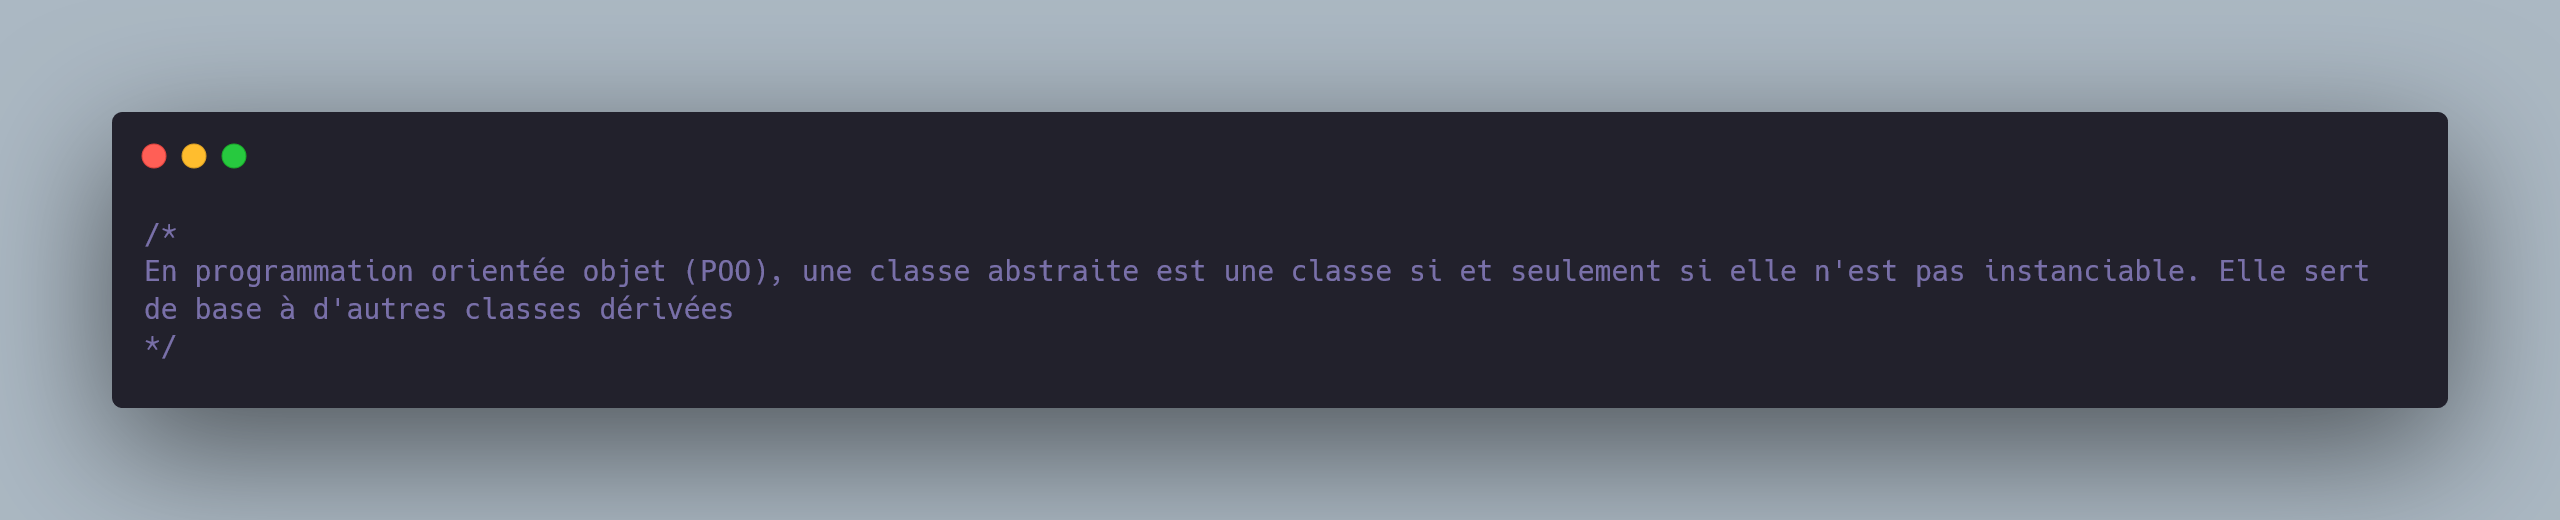 /*
En programmation orientée objet (POO), une classe abstraite est une classe si et seulement si elle n'est pas instanciable. Elle sert
de base à d'autres classes dérivées
*/